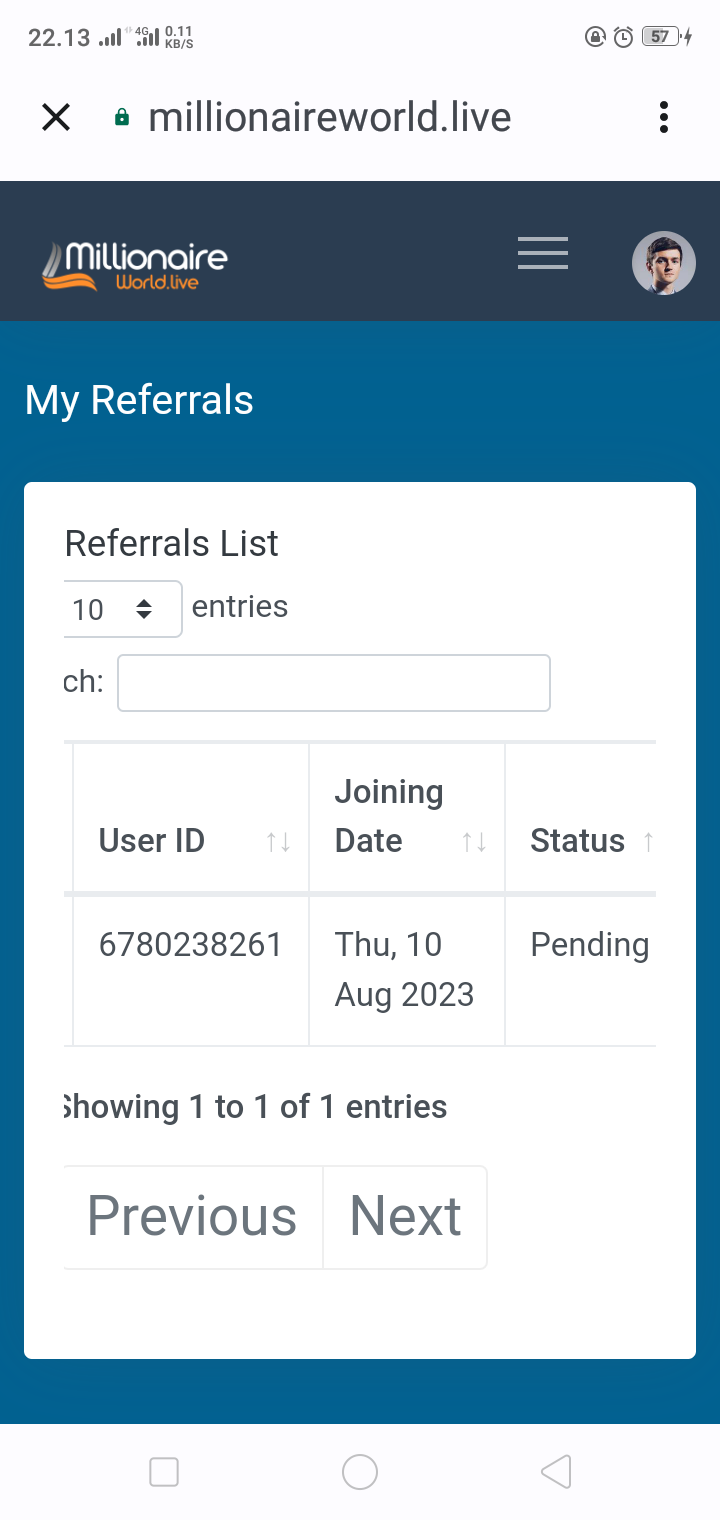 22.13 4G 0.11 KB/S 57
millionaireworld.live
Millionaire
World.live
My Referrals
Referrals List
10 entries
ch:
User ID Joining Date Status
6780238261 Thu, 10 Aug 2023 Pending
Showing 1 to 1 of 1 entries
Previous Next